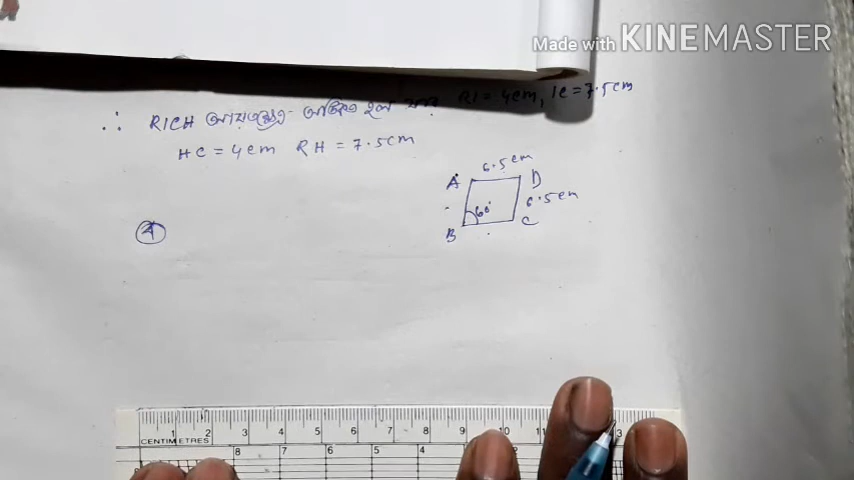 Made with KINEMASTER
∴ RICH আয়তক্ষেত্র অঙ্কিত হল যার RI = 4cm, IC = 7.5cm
HC = 4cm RH = 7.5cm
6.5cm
A D
6.5cm
60°
B C
1 2 3 4 5 6 7 8 9 10 11 13
CENTIMETRES
8 7 6 5 4